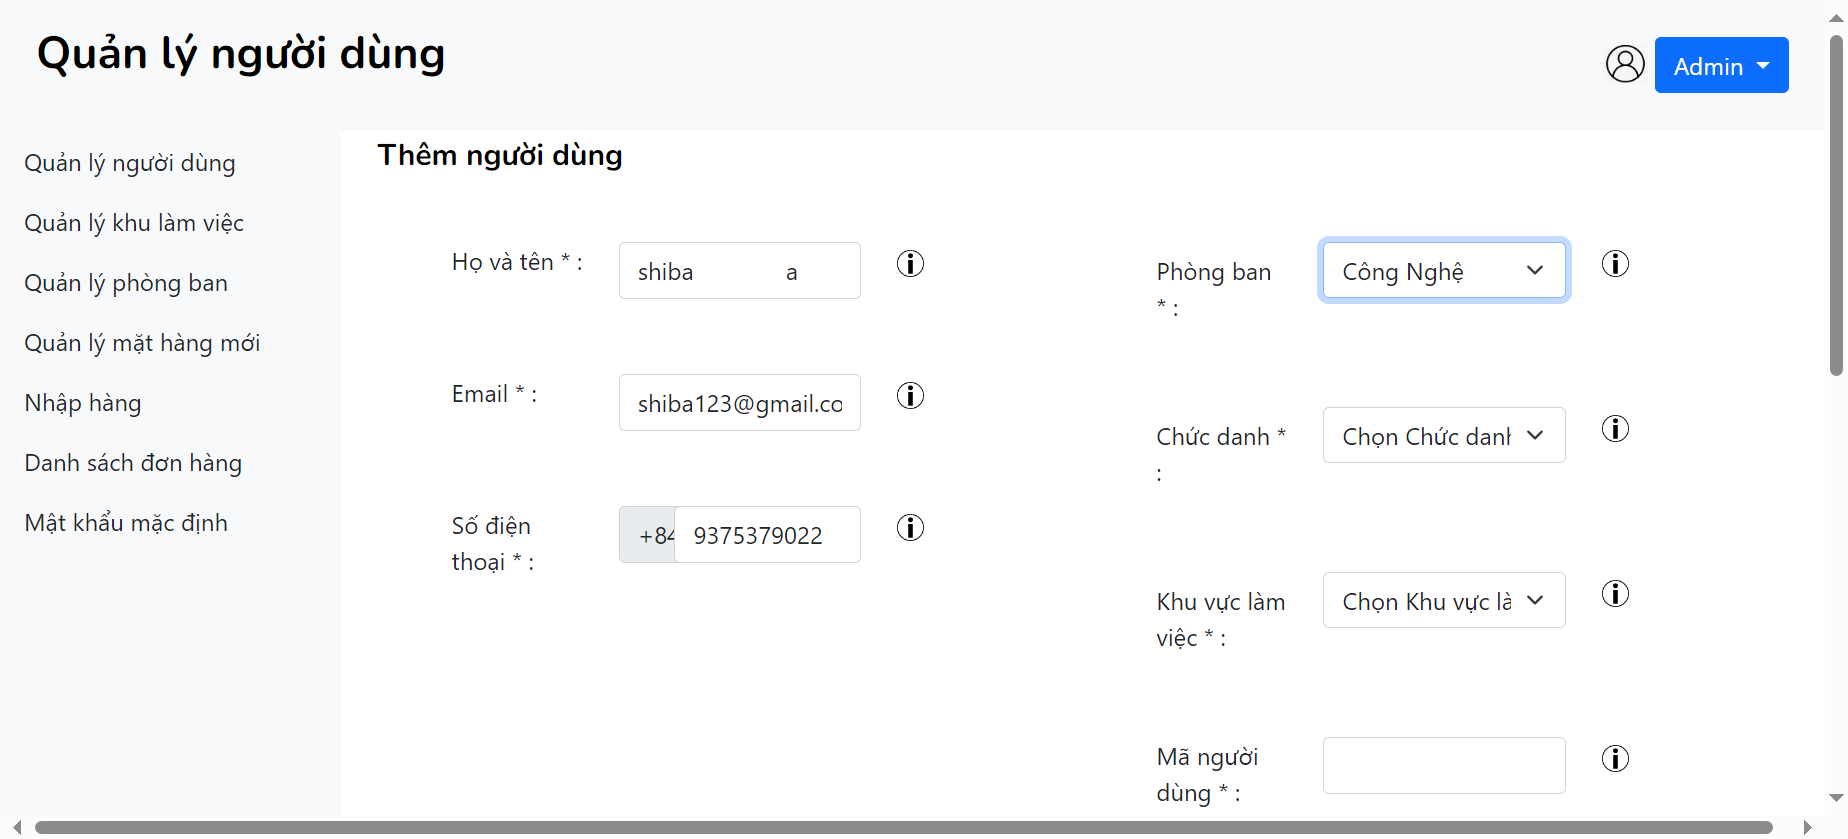 Quản lý người dùng
Admin
Quản lý người dùng
Quản lý khu làm việc
Quản lý phòng ban
Quản lý mặt hàng mới
Nhập hàng
Danh sách đơn hàng
Mật khẩu mặc định
Thêm người dùng
Họ và tên * :
shiba a
Email * :
shiba123@gmail.co
Số điện
thoại * :
+84
9375379022
Phòng ban
* :
Công Nghệ
Chức danh *
:
Chọn Chức danh
Khu vực làm
việc * :
Chọn Khu vực là
Mã người
dùng * :